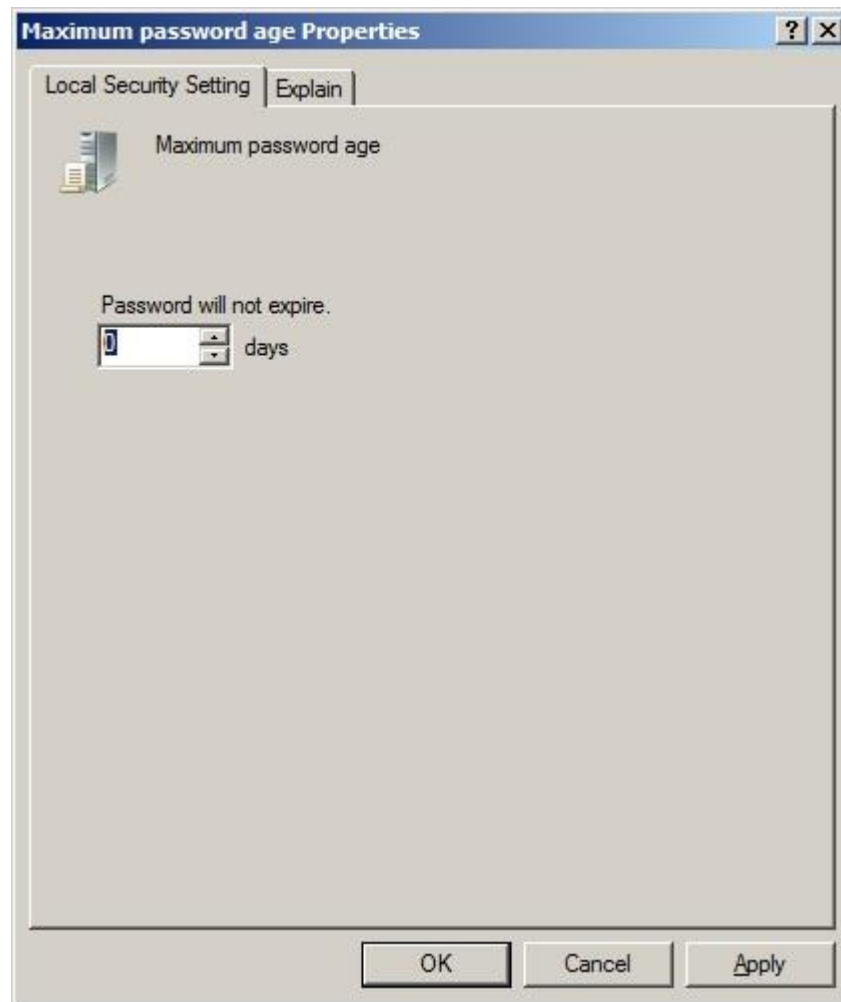 Maximum password age Properties
Local Security Setting
Explain
Maximum password age
Password will not expire.
0 days
OK Cancel Apply